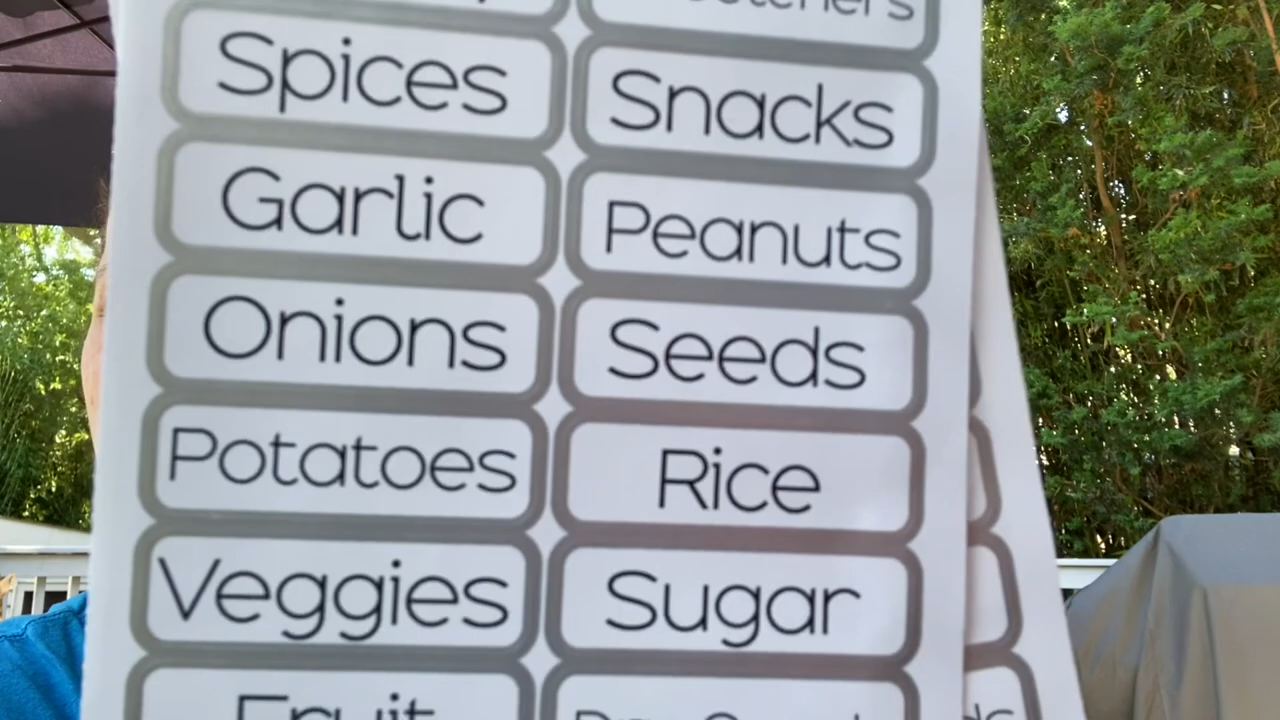 Spices
Snacks
Garlic
Peanuts
Onions
Seeds
Potatoes
Rice
Veggies
Sugar
Fruit